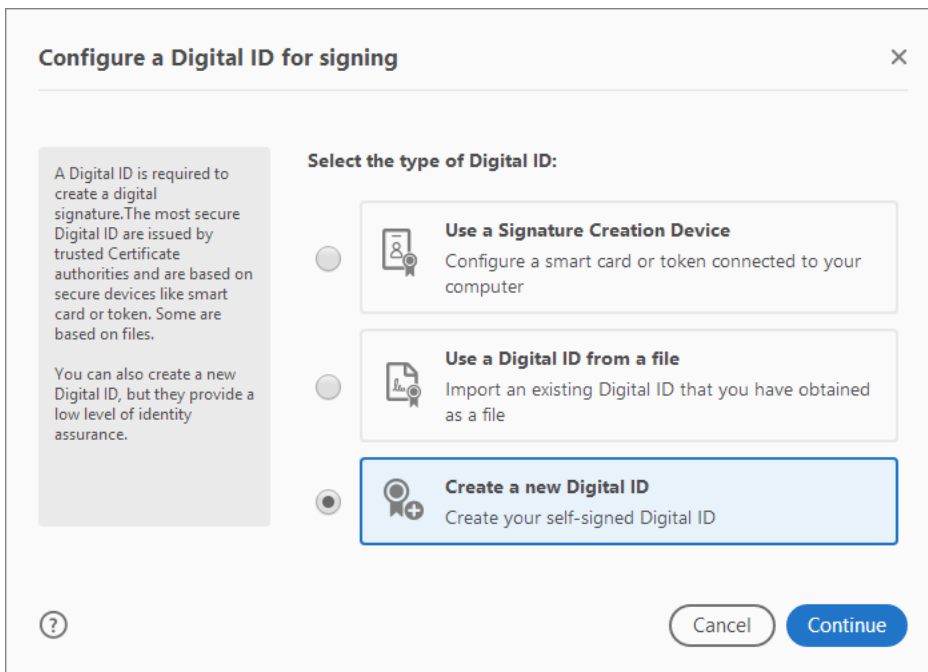 Configure a Digital ID for signing
A Digital ID is required to
create a digital
signature.The most secure
Digital ID are issued by
trusted Certificate
authorities and are based on
secure devices like smart
card or token. Some are
based on files.
You can also create a new
Digital ID, but they provide a
low level of identity
assurance.
Select the type of Digital ID:
Use a Signature Creation Device
Configure a smart card or token connected to your
computer
Use a Digital ID from a file
Import an existing Digital ID that you have obtained
as a file
Create a new Digital ID
Create your self-signed Digital ID
?
Cancel
Continue